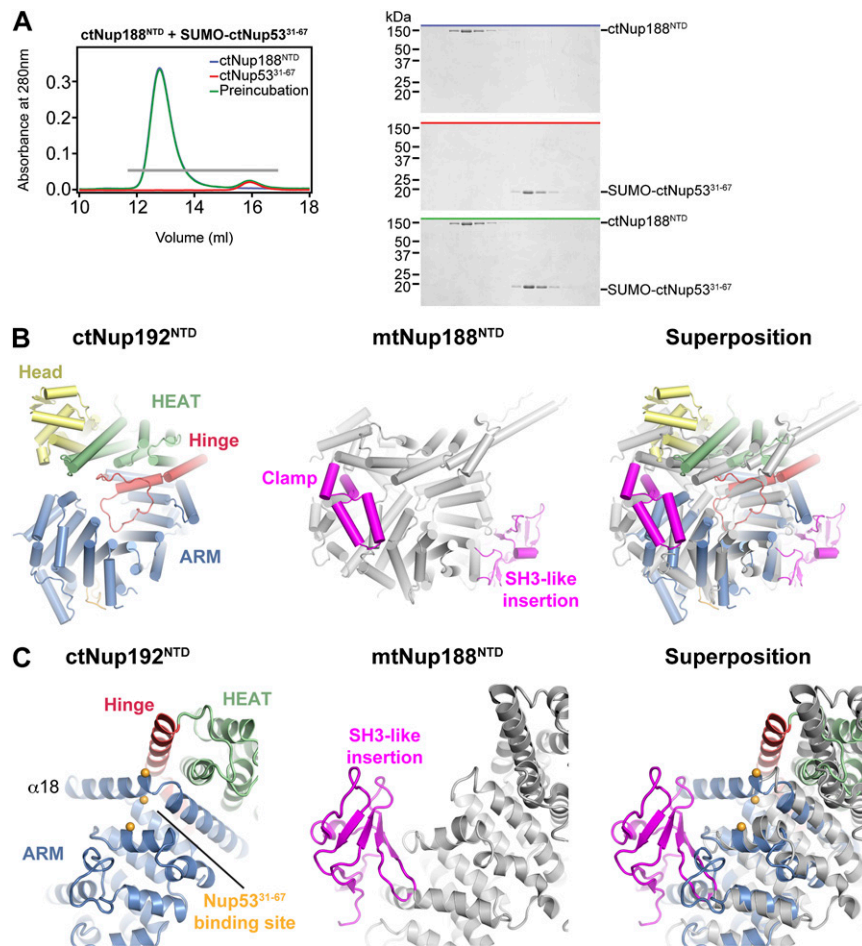 A
ctNup188NTD + SUMO-ctNup5331-67
Absorbance at 280nm
0.3
0.2
0.1
0.0
10 12 14 16 18
Volume (ml)
ctNup188NTD
ctNup5331-67
Preincubation
kDa
150
50
37
25
20
ctNup188NTD
150
50
37
25
20
SUMO-ctNup5331-67
150
50
37
25
20
ctNup188NTD
SUMO-ctNup5331-67
B
ctNup192NTD
mtNup188NTD
Superposition
Head
HEAT
Hinge
ARM
Clamp
SH3-like
insertion
C
ctNup192NTD
mtNup188NTD
Superposition
Hinge
HEAT
α18
ARM
Nup5331-67
binding site
SH3-like
insertion